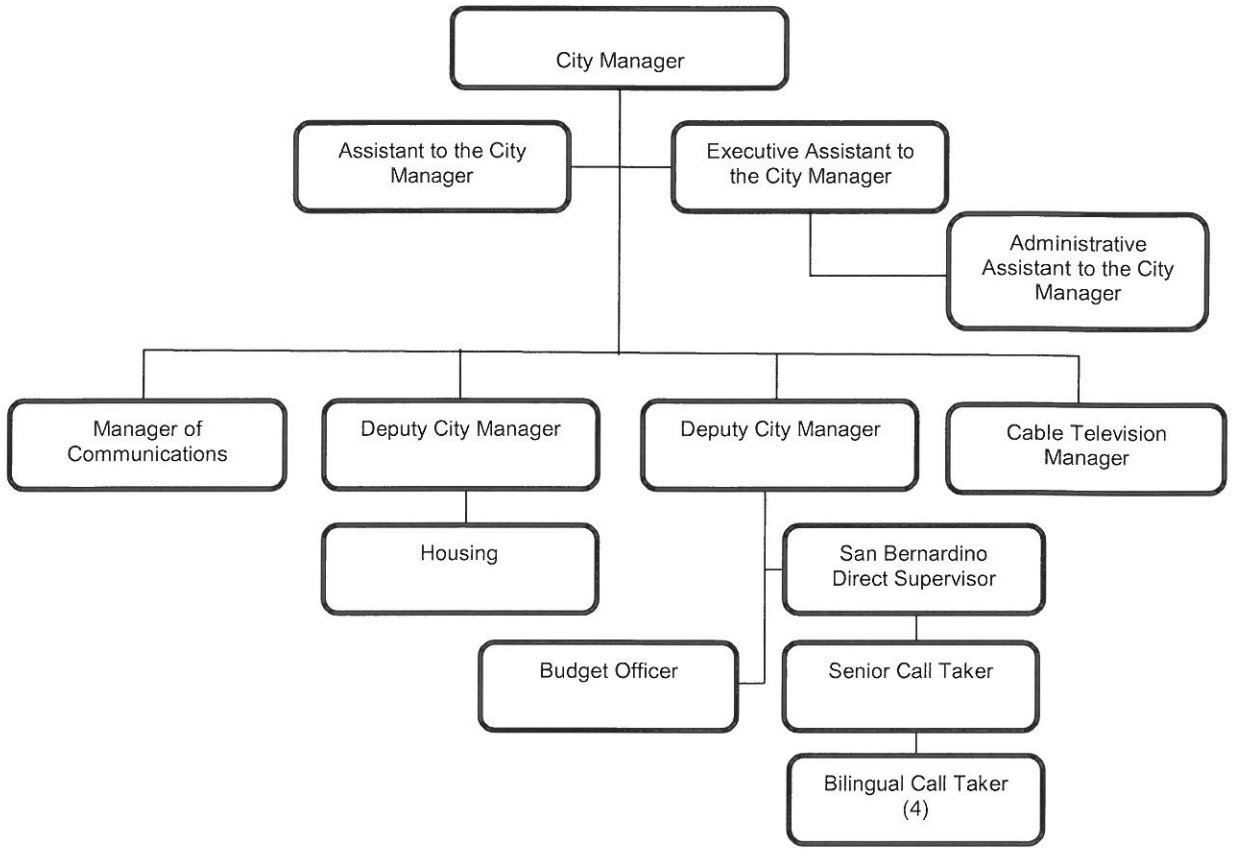 City Manager
Assistant to the City
Manager
Executive Assistant to
the City Manager
Administrative
Assistant to the City
Manager
Manager of
Communications
Deputy City Manager
Deputy City Manager
Cable Television
Manager
Housing
San Bernardino
Direct Supervisor
Budget Officer
Senior Call Taker
Bilingual Call Taker
(4)